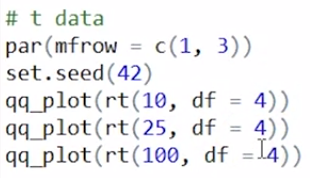 # t data
par(mfrow = c(1, 3))
set.seed(42)
qq_plot(rt(10, df = 4))
qq_plot(rt(25, df = 4))
qq_plot(rt(100, df = 4))